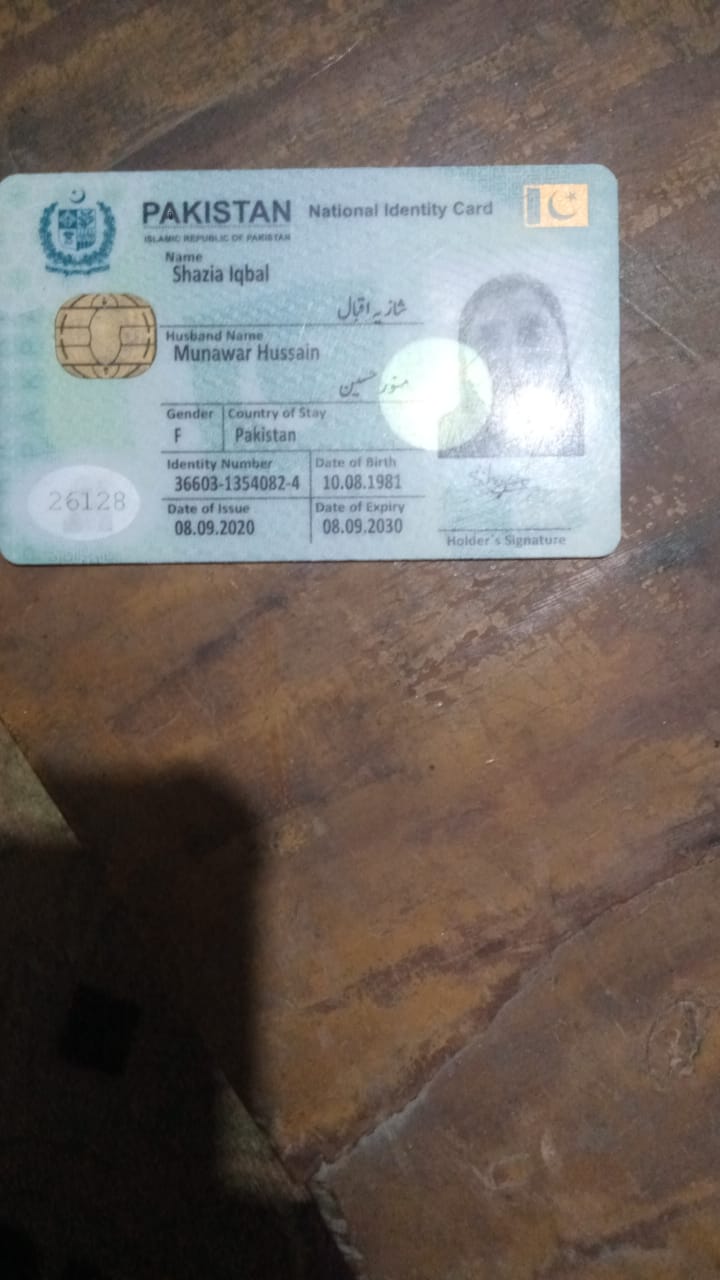 PAKISTAN National Identity Card
ISLAMIC REPUBLIC OF PAKISTAN
Name
Shazia Iqbal
شازیہ اقبال
Husband Name
Munawar Hussain
منور حسین
Gender Country of Stay
F Pakistan
Identity Number Date of Birth
36603-1354082-4 10.08.1981
Date of Issue Date of Expiry
08.09.2020 08.09.2030
26128
Holder's Signature